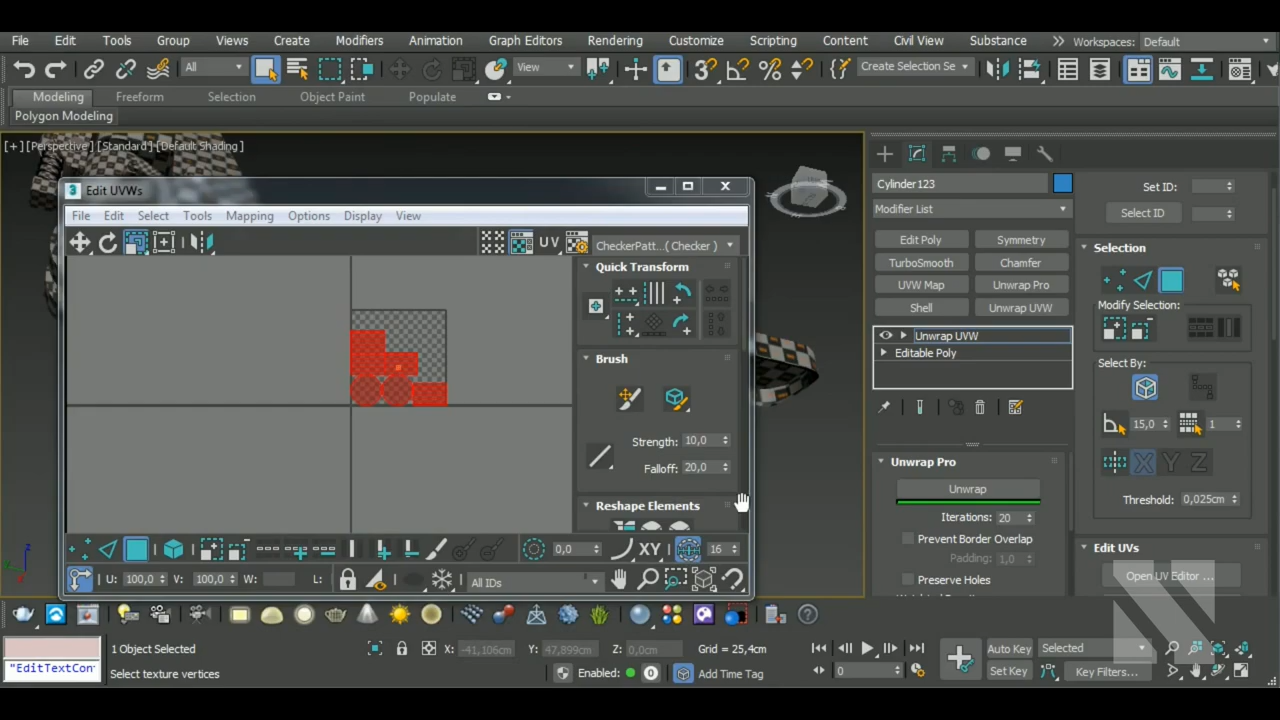 File Edit Tools Group Views Create Modifiers Animation Graph Editors Rendering Customize Scripting Content Civil View Substance Workspaces: Default
All View Create Selection Se
Modeling Freeform Selection Object Paint Populate
Polygon Modeling
[+] [Perspective] [Standard] [Default Shading]
3 Edit UVWs
File Edit Select Tools Mapping Options Display View
UV CheckerPatt...( Checker )
Quick Transform
Brush
Strength: 10,0
Falloff: 20,0
Reshape Elements
0,0 XY 16
U: 100,0 V: 100,0 W: L: All IDs
Cylinder123
Modifier List
Edit Poly Symmetry
TurboSmooth Chamfer
UVW Map Unwrap Pro
Shell Unwrap UVW
Unwrap UVW
Editable Poly
Unwrap Pro
Unwrap
Iterations: 20
Prevent Border Overlap
Padding: 1,0
Preserve Holes
Set ID:
Select ID
Selection
Modify Selection:
Select By:
15,0 1
X Y Z
Threshold: 0,025cm
Edit UVs
Open UV Editor ...
"EditTextCon
1 Object Selected
Select texture vertices
X: -41,106cm Y: 47,899cm Z: 0,0cm Grid = 25,4cm
Enabled: 0 Add Time Tag
0
Auto Key Selected
Set Key Key Filters...